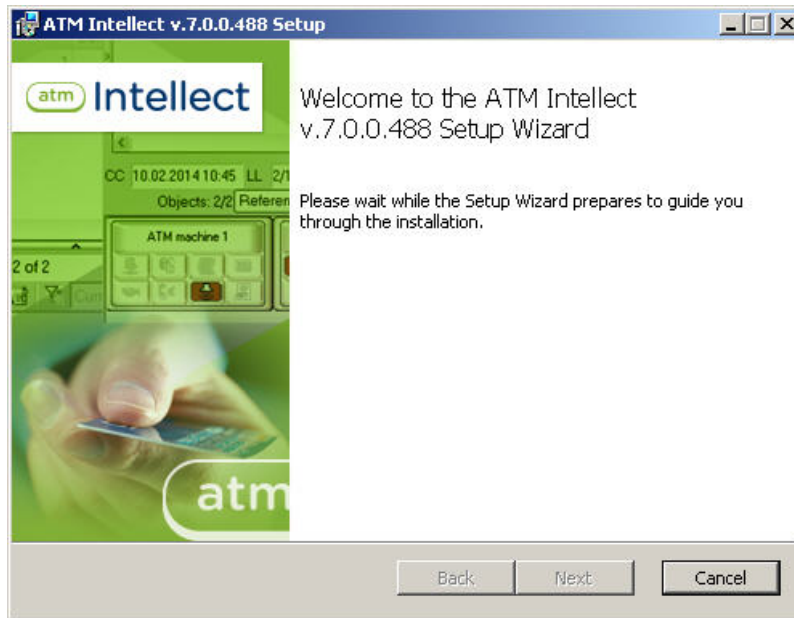 ATM Intellect v.7.0.0.488 Setup
atm Intellect
Welcome to the ATM Intellect
v.7.0.0.488 Setup Wizard
CC 10.02.2014 10:45 LL 2/1
Objects: 2/2
Please wait while the Setup Wizard prepares to guide you
through the installation.
ATM machine 1
2 of 2
atm
Back Next Cancel